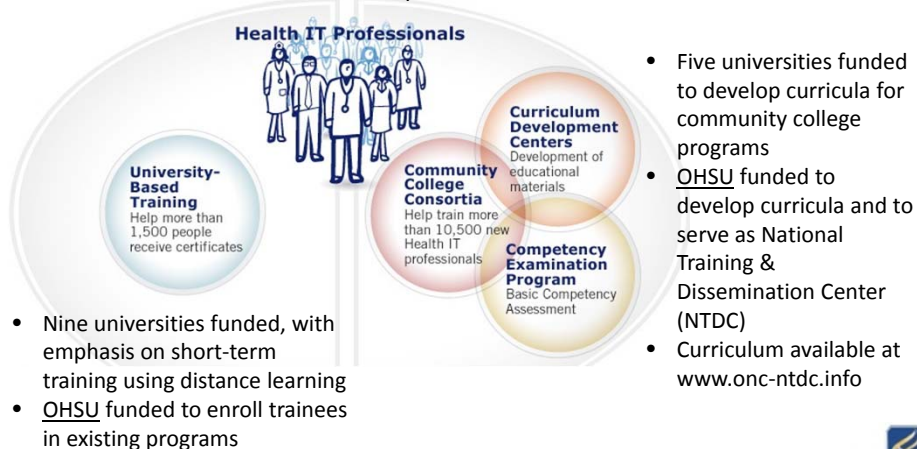 Health IT Professionals
University-
Based
Training
Help more than
1,500 people
receive certificates
Community
College
Consortia
Help train more
than 10,500 new
Health IT
professionals
Curriculum
Development
Centers
Development of
educational
materials
Competency
Examination
Program
Basic Competency
Assessment
• Nine universities funded, with
emphasis on short-term
training using distance learning
• OHSU funded to enroll trainees
in existing programs
• Five universities funded
to develop curricula for
community college
programs
• OHSU funded to
develop curricula and to
serve as National
Training &
Dissemination Center
(NTDC)
• Curriculum available at
www.onc-ntdc.info